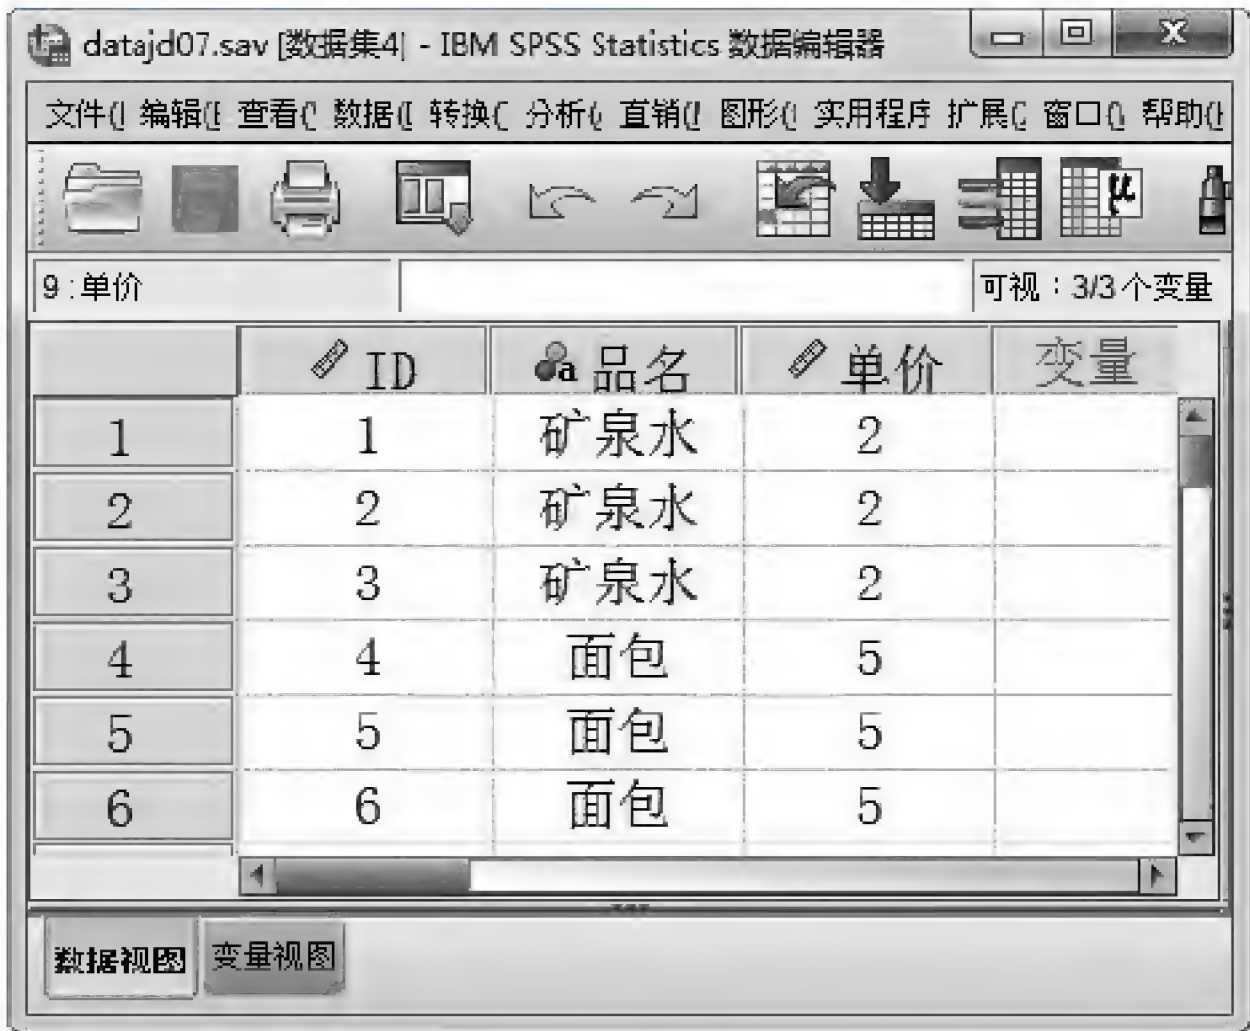 datajd07.sav [数据集4] - IBM SPSS Statistics 数据编辑器
文件( 编辑(E 查看( 数据( 转换( 分析( 直销( 图形( 实用程序 扩展( 窗口( 帮助(H
9 : 单价 可视：3/3 个变量
ID 品名 单价 变量
1 1 矿泉水 2
2 2 矿泉水 2
3 3 矿泉水 2
4 4 面包 5
5 5 面包 5
6 6 面包 5
数据视图 变量视图